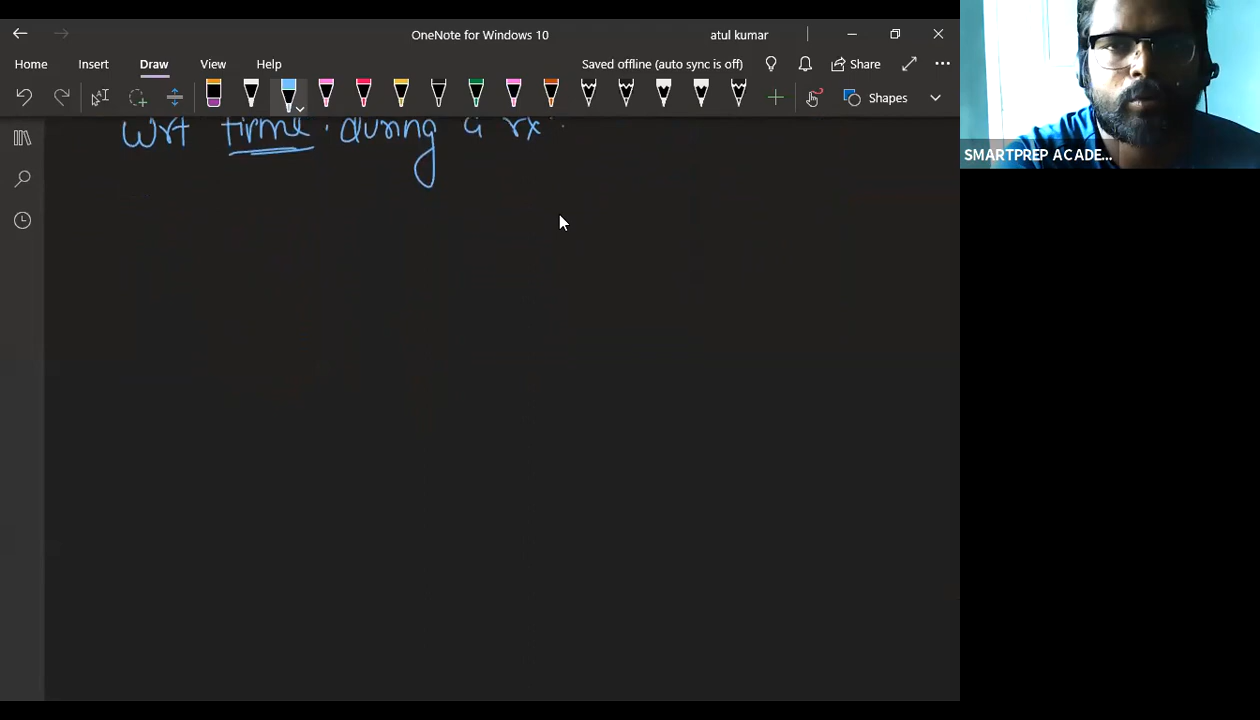 OneNote for Windows 10
atul kumar
Home Insert Draw View Help
Saved offline (auto sync is off)
Share
Shapes
SMARTPREP ACADE...
wrt time during a rxn